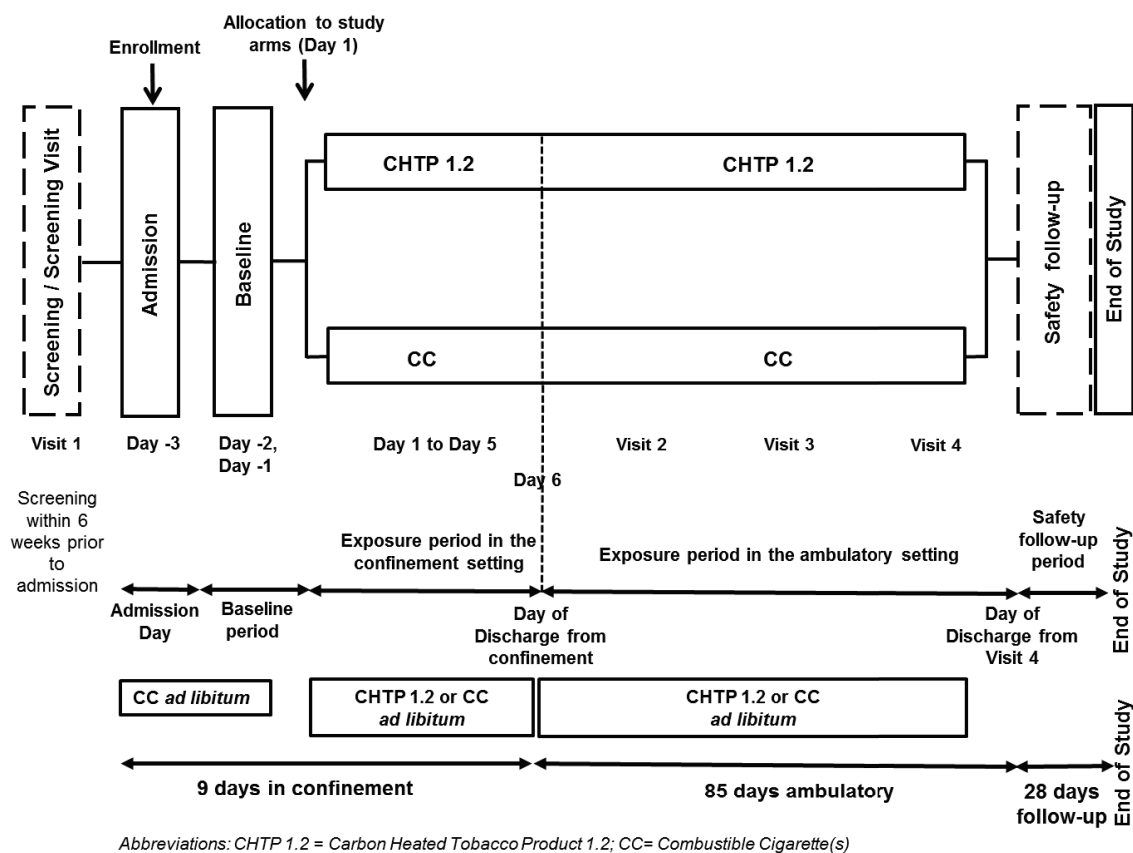 Allocation to study
arms (Day 1)
Enrollment
Screening / Screening Visit
Admission
Baseline
CHTP 1.2
CHTP 1.2
CC
CC
Safety follow-up
End of Study
Visit 1
Day -3
Day -2,
Day -1
Day 1 to Day 5
Day 6
Visit 2
Visit 3
Visit 4
Screening
within 6
weeks prior
to
admission
Exposure period in the
confinement setting
Exposure period in the ambulatory setting
Safety
follow-up
period
End of Study
Admission
Day
Baseline
period
Day of
Discharge from
confinement
Day of
Discharge from
Visit 4
CC ad libitum
CHTP 1.2 or CC
ad libitum
CHTP 1.2 or CC
ad libitum
End of Study
9 days in confinement
85 days ambulatory
28 days
follow-up
Abbreviations: CHTP 1.2 = Carbon Heated Tobacco Product 1.2; CC= Combustible Cigarette(s)